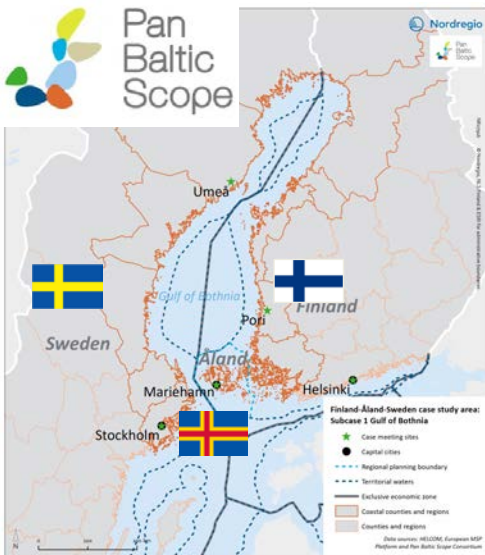 Pan
Baltic
Scope
Nordregio
Pan
Baltic
Scope
Umeå
Gulf of Bothnia
Finland
Pori
Sweden
Åland
Mariehamn
Helsinki
Stockholm
Finland-Åland-Sweden case study area:
Subcase 1 Gulf of Bothnia
Case meeting sites
Capital cities
Regional planning boundary
Territorial waters
Exclusive economic zone
Coastal counties and regions
Counties and regions
Data sources: HELCOM, European MSP
Platform and Pan Baltic Scope Consortium